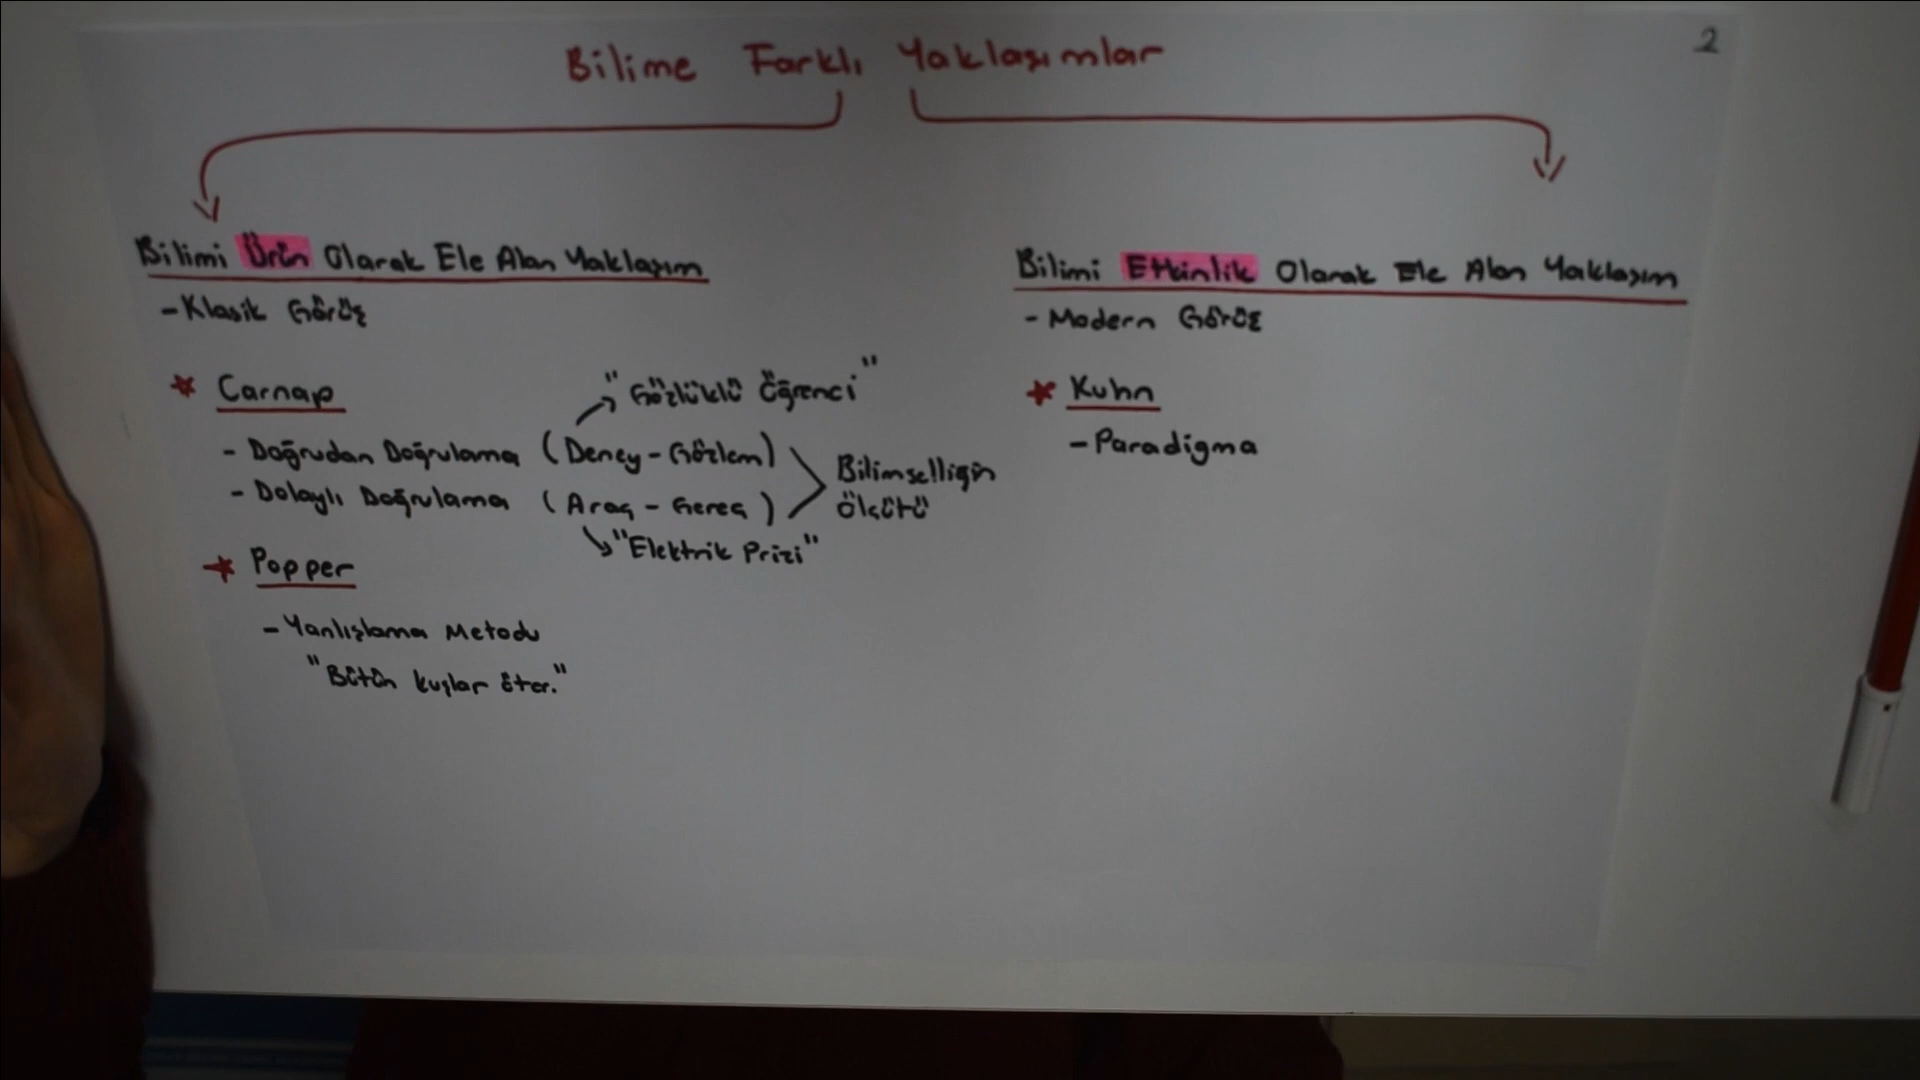 2
Bilime Farklı Yaklaşımlar
Bilimi Ürün Olarak Ele Alan Yaklaşım
- Klasik Görüş
* Carnap
"Gözlüklü Öğrenci"
- Doğrudan Doğrulama (Deney - Gözlem)
- Dolaylı Doğrulama (Araç - Gereç)
Bilimselliğin
Ölçütü
"Elektrik Prizi"
* Popper
- Yanlışlama Metodu
"Bütün kuşlar öter."
Bilimi Etkinlik Olarak Ele Alan Yaklaşım
- Modern Görüş
* Kuhn
- Paradigma